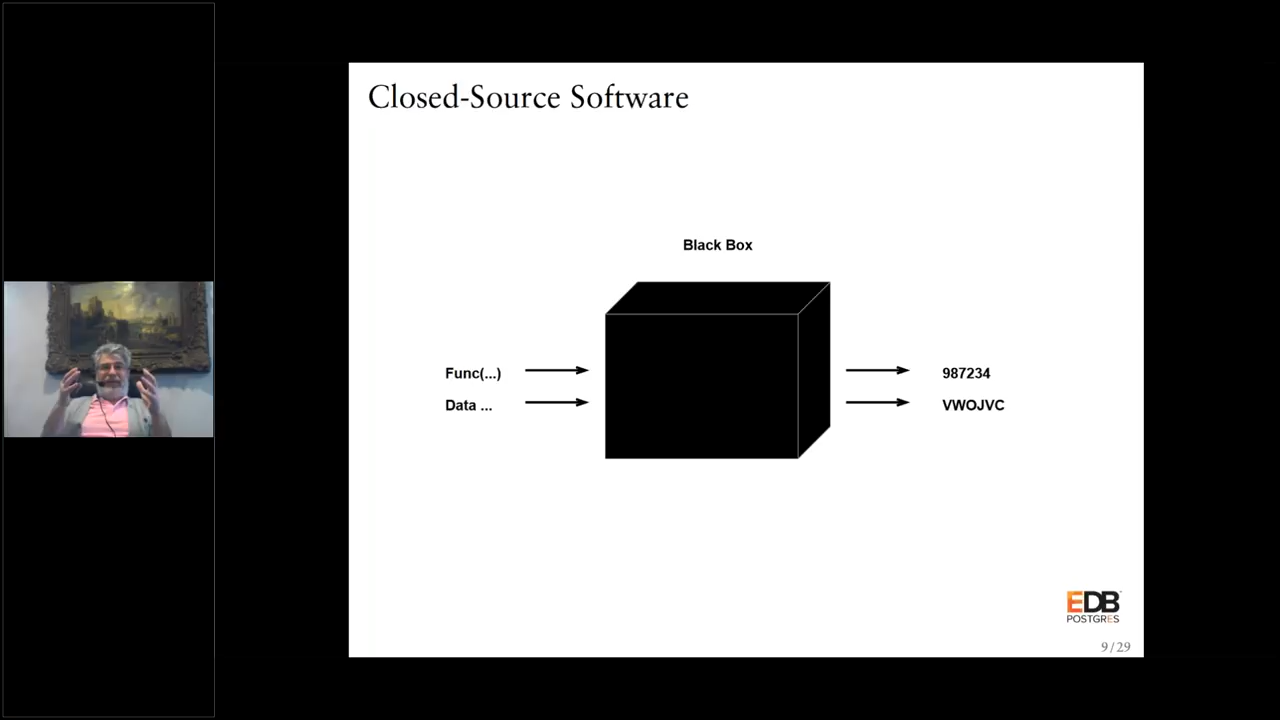 Closed-Source Software
Black Box
Func(...)
987234
Data ...
VWOJVC
EDB
POSTGRES
9 / 29